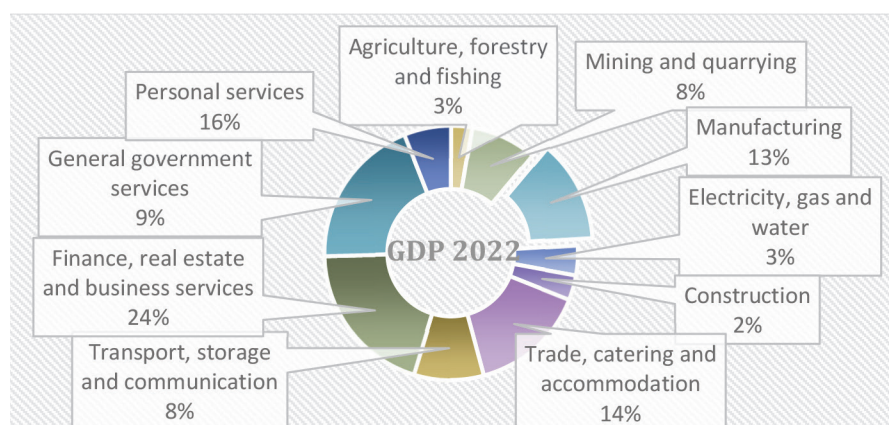 Agriculture, forestry
and fishing
3%
Mining and quarrying
8%
Manufacturing
13%
Electricity, gas and
water
3%
Construction
2%
Trade, catering and
accommodation
14%
Transport, storage
and communication
8%
Finance, real estate
and business services
24%
General government
services
9%
Personal services
16%
GDP 2022